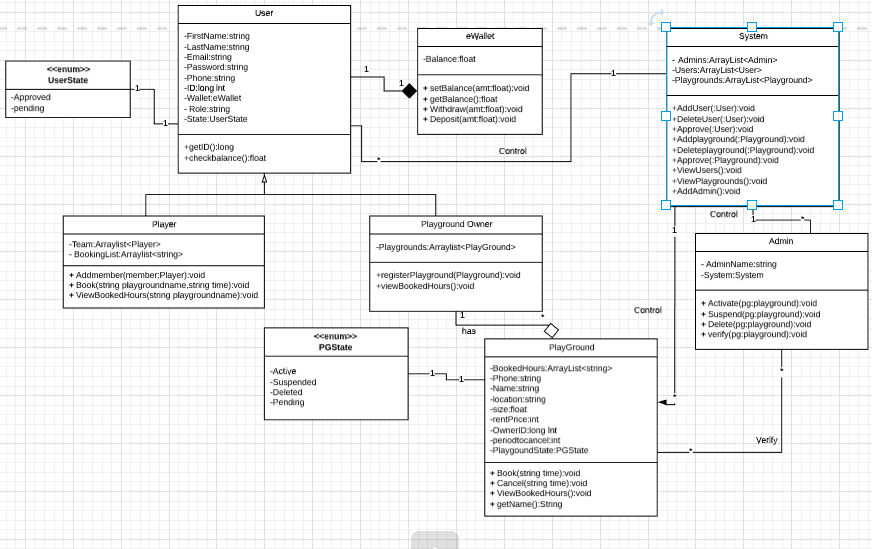 User
-FirstName:string
-LastName:string
-Email:string
-Password:string
-Phone:string
-ID:long Int
-Wallet:eWallet
- Role:string
-State:UserState
+getID():long
+checkbalance():float
<<enum>>
UserState
-Approved
-pending
1
1
1
1
eWallet
-Balance:float
+ setBalance(amt:float):void
+ getBalance():float
+ Withdraw(amt:float):void
+ Deposit(amt:float):void
System
- Admins:ArrayList<Admin>
-Users:ArrayList<User>
-Playgrounds:ArrayList<Playground>
+AddUser(:User):void
+DeleteUser(:User):void
+Approve(:User):void
+Addplayground(:Playground):void
+Deleteplayground(:Playground):void
+Approve(:Playground):void
+ViewUsers():void
+ViewPlaygrounds():void
+AddAdmin():void
1
*
Control
Player
-Team:Arraylist<Player>
- BookingList:Arraylist<string>
+ Addmember(member:Player):void
+ Book(string playgroundname,string time):void
+ ViewBookedHours(string playgroundname):void
Playground Owner
-Playgrounds:Arraylist<PlayGround>
+registerPlayground(Playground):void
+viewBookedHours():void
Control
1
*
1
Admin
- AdminName:string
-System:System
+ Activate(pg:playground):void
+ Suspend(pg:playground):void
+ Delete(pg:playground):void
+ verify(pg:playground):void
Control
*
1
*
has
<<enum>>
PGState
-Active
-Suspended
-Deleted
-Pending
1
1
PlayGround
-BookedHours:ArrayList<string>
-Phone:string
-Name:string
-location:string
-size:float
-rentPrice:int
-OwnerID:long int
-periodtocancel:int
-PlaygoundState:PGState
+ Book(string time):void
+ Cancel(string time):void
+ ViewBookedHours():void
+ getName():String
*
Verify
*